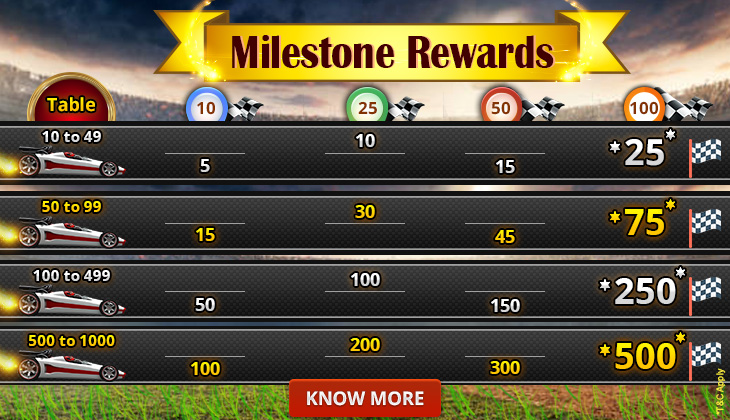 Milestone Rewards
Table 10 25 50 100
10 to 49
5 10 15 *25*
50 to 99
15 30 45 *75*
100 to 499
50 100 150 *250*
500 to 1000
100 200 300 *500*
KNOW MORE
*T&C Apply